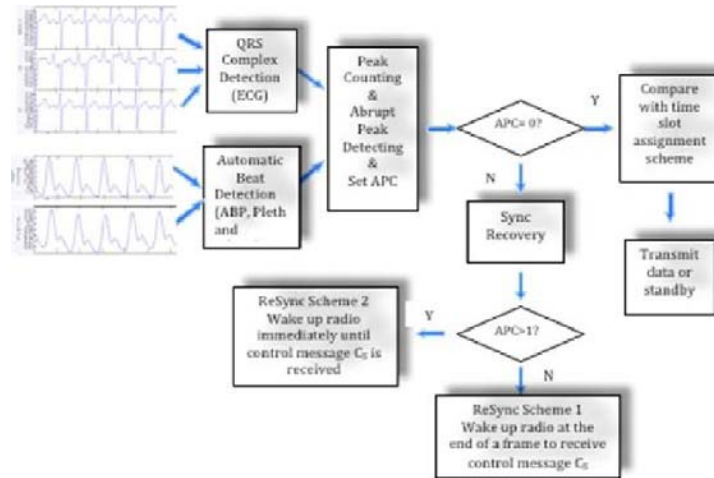 QRS
Complex
Detection
(ECG)
Automatic
Beat
Detection
(ABP, Pleth
and
Peak
Counting
&
Abrupt
Peak
Detecting
&
Set APC
APC= 0?
Y
Compare
with time
slot
assignment
scheme
Transmit
data or
standby
N
Sync
Recovery
APC>1?
Y
ReSync Scheme 2
Wake up radio
immediately until
control message Cs is
received
N
ReSync Scheme 1
Wake up radio at the
end of a frame to receive
control message Cs